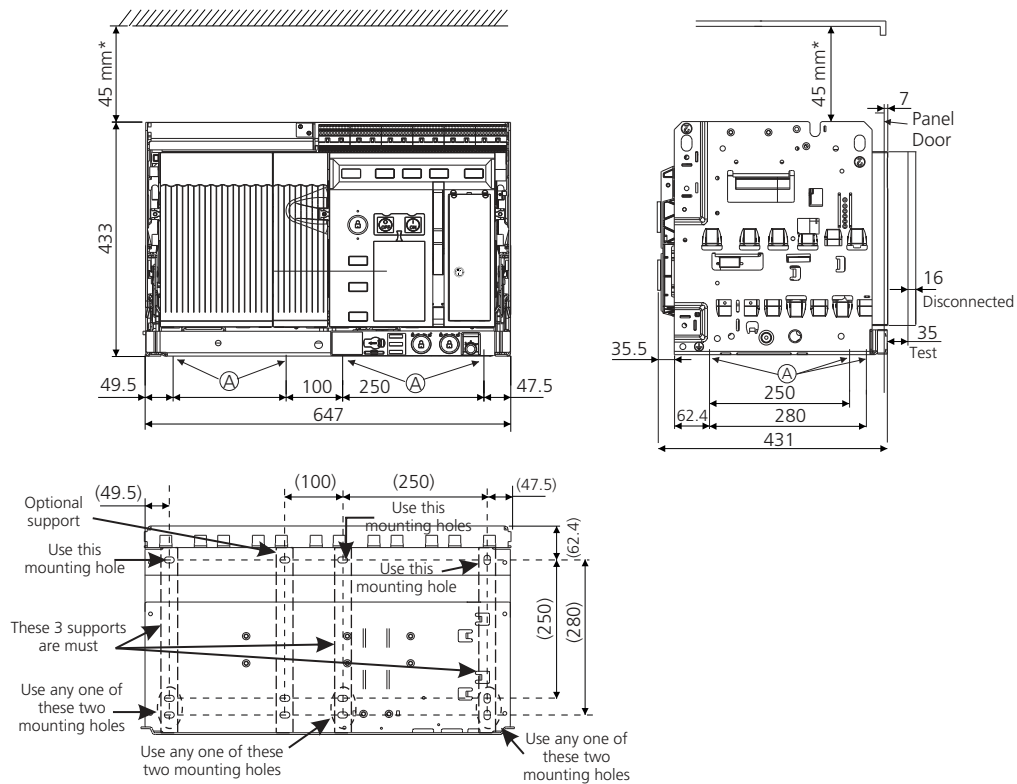 45 mm*
433
49.5
A
100
A
250
47.5
647
45 mm*
7
Panel
Door
16
Disconnected
35
Test
35.5
A
250
62.4
280
431
(49.5)
(100)
(250)
(47.5)
Optional
support
Use this
mounting holes
(62.4)
Use this
mounting hole
Use this
mounting hole
(250)
(280)
These 3 supports
are must
Use any one of
these two
mounting holes
Use any one of these
two mounting holes
Use any one of
these two
mounting holes